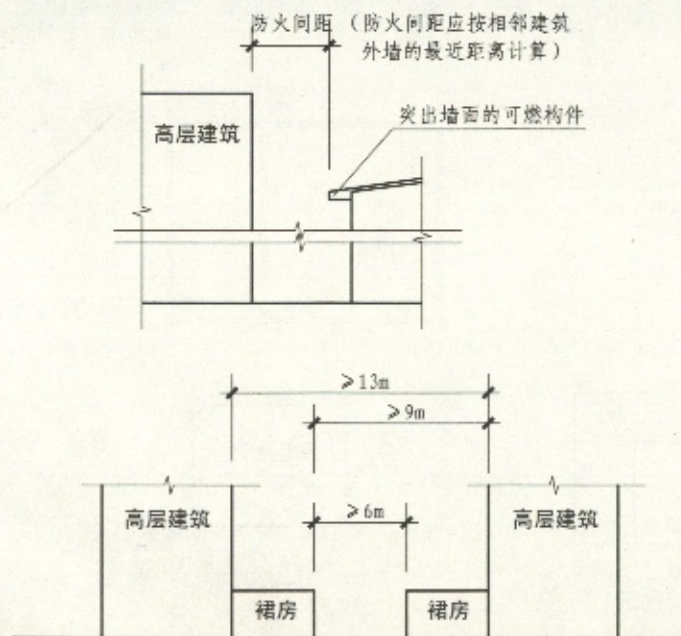 防火间距（防火间距应按相邻建筑
外墙的最近距离计算）
突出墙面的可燃构件
高层建筑
≥13m
≥9m
≥6m
高层建筑
高层建筑
裙房
裙房